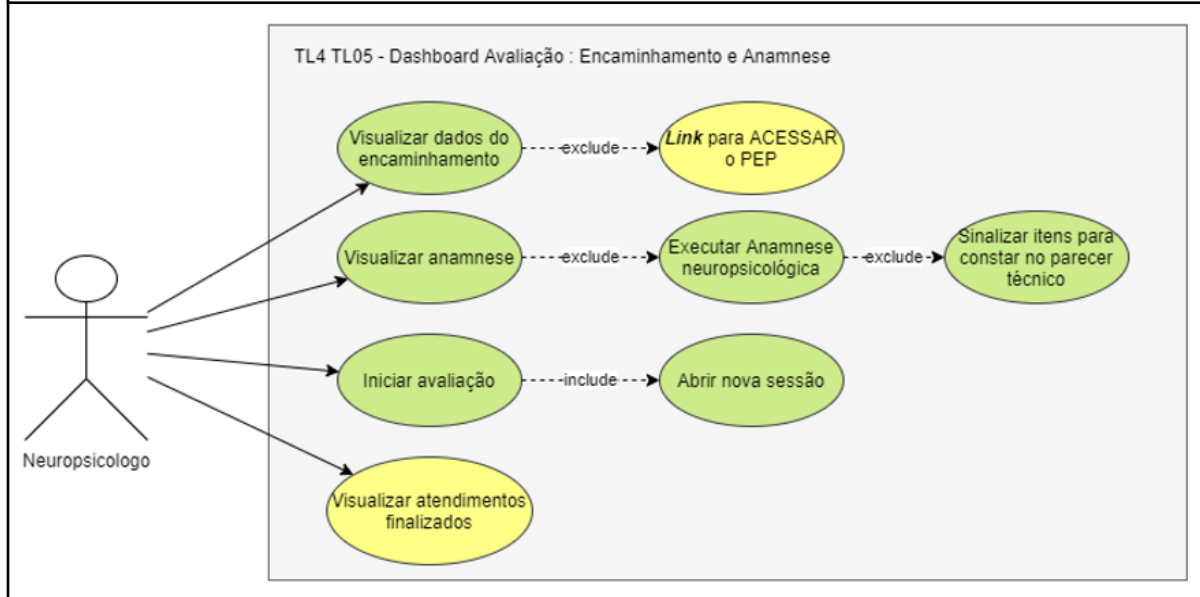 TL4 TL05 - Dashboard Avaliação : Encaminhamento e Anamnese
Visualizar dados do
encaminhamento
exclude
Link para ACESSAR
o PEP
Visualizar anamnese
exclude
Executar Anamnese
neuropsicológica
exclude
Sinalizar itens para
constar no parecer
técnico
Iniciar avaliação
include
Abrir nova sessão
Neuropsicologo
Visualizar atendimentos
finalizados